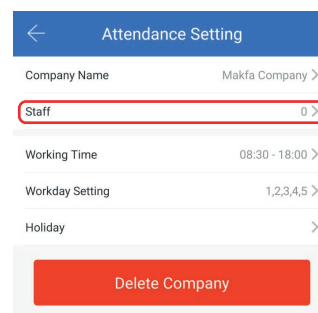 Attendance Setting
Company Name Makfa Company
Staff 0
Working Time 08:30 - 18:00
Workday Setting 1,2,3,4,5
Holiday
Delete Company